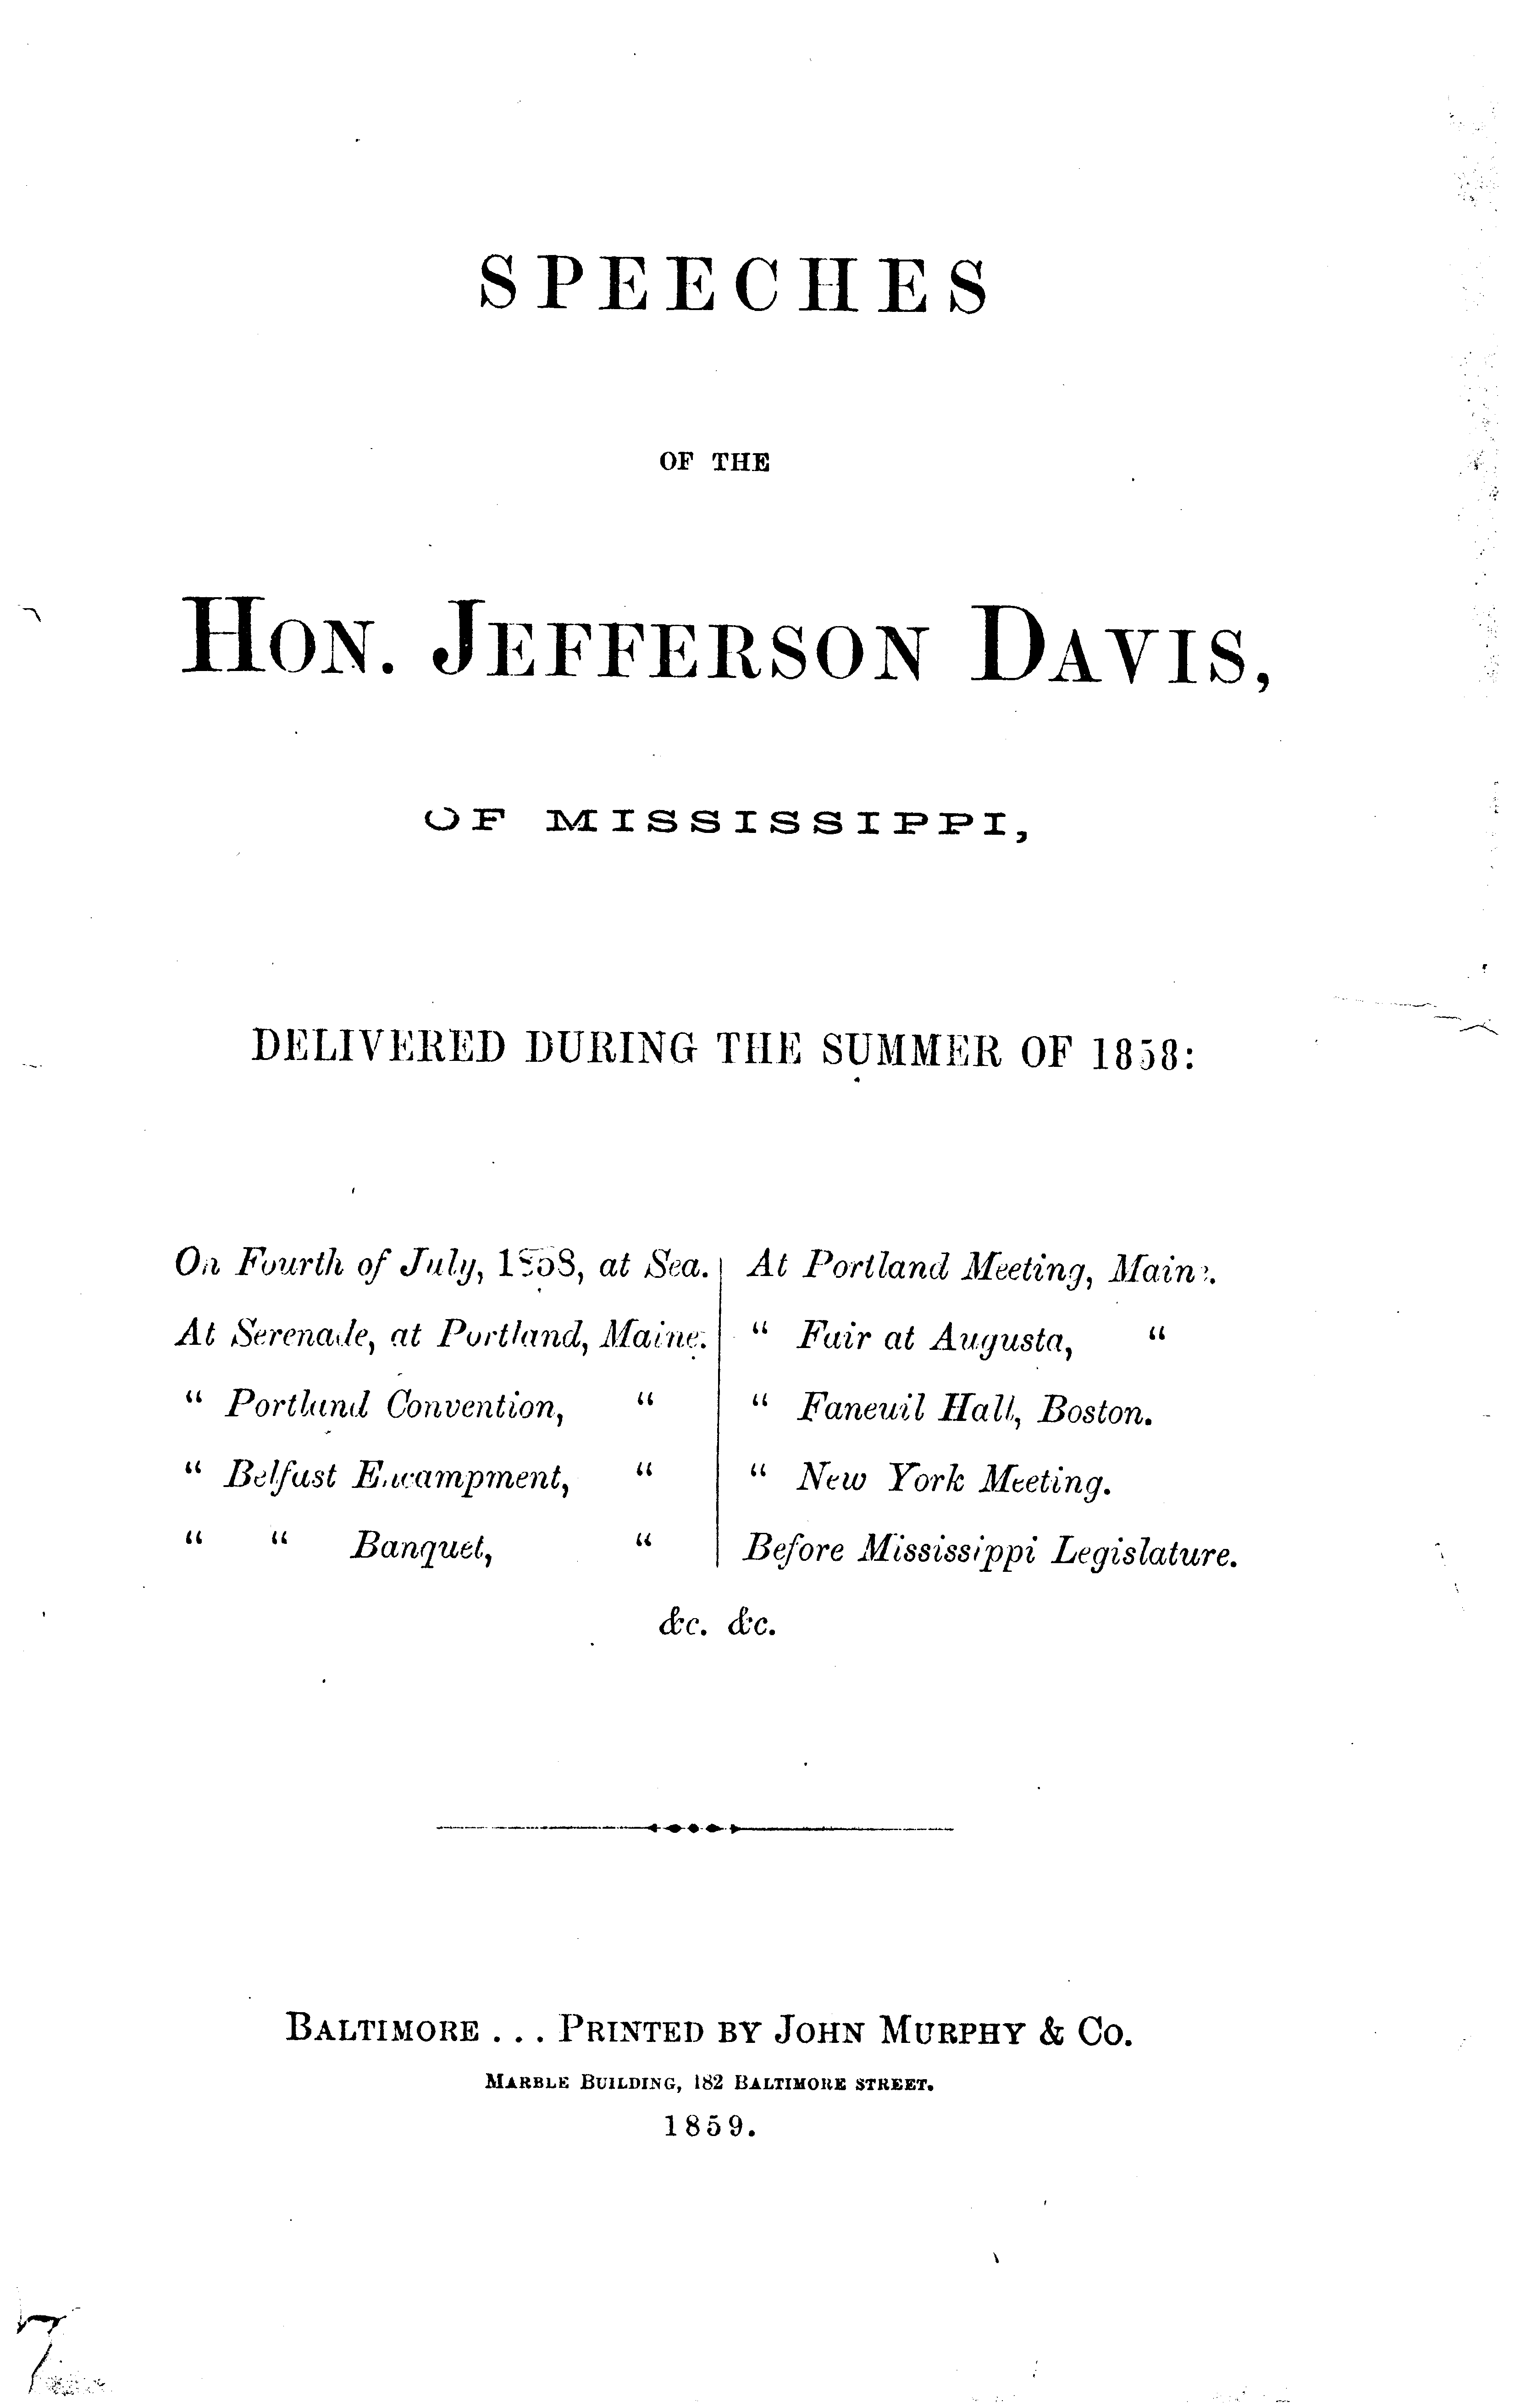 SPEECHES
OF THE
HON. JEFFERSON DAVIS,
OF MISSISSIPPI,
DELIVERED DURING THE SUMMER OF 1858:
On Fourth of July, 1858, at Sea.
At Serenade, at Portland, Maine.
“ Portland Convention, “
“ Belfast Encampment, “
“ “ Banquet, “
At Portland Meeting, Maine.
“ Fair at Augusta, “
“ Faneuil Hall, Boston.
“ New York Meeting.
Before Mississippi Legislature.
&c. &c.
BALTIMORE . . . PRINTED BY JOHN MURPHY & CO.
MARBLE BUILDING, 182 BALTIMORE STREET.
1859.